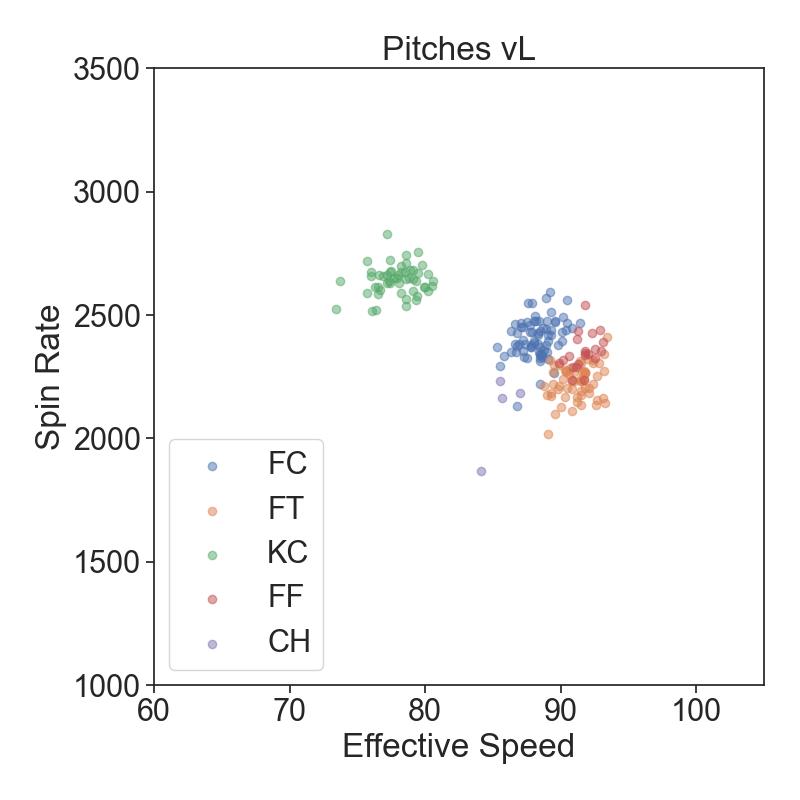 Pitches vL
3500
3000
2500
2000
1500
1000
Spin Rate
FC
FT
KC
FF
CH
60 70 80 90 100
Effective Speed